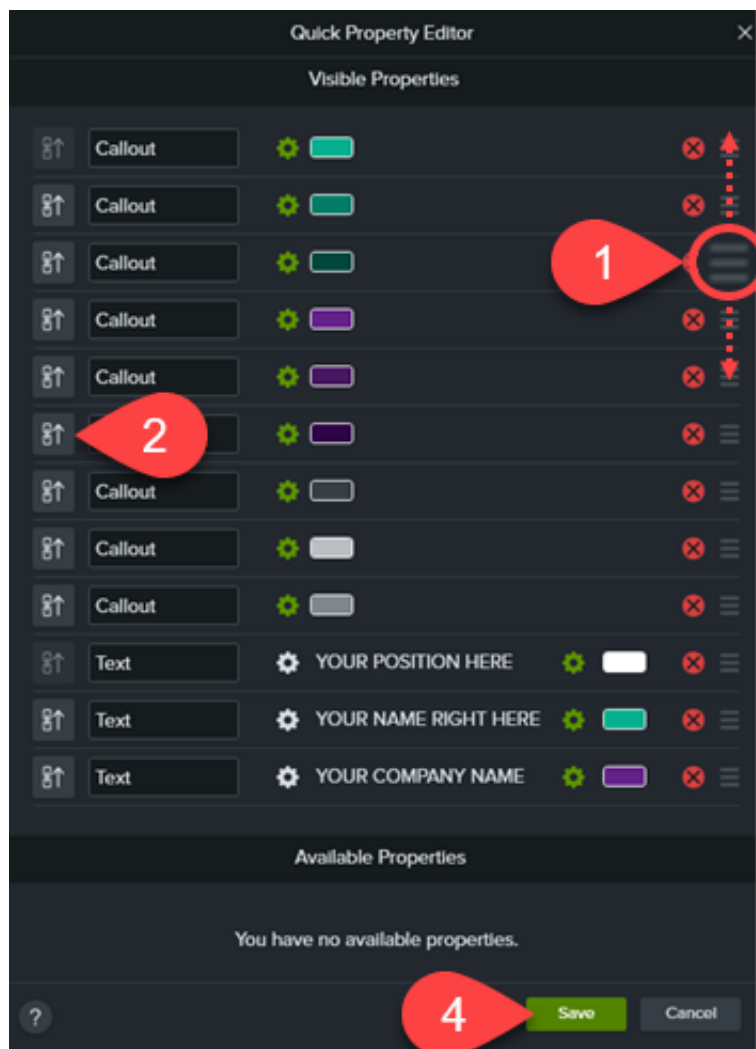 Quick Property Editor
Visible Properties
Callout
Callout
Callout
1
Callout
Callout
2
Callout
Callout
Callout
Text YOUR POSITION HERE
Text YOUR NAME RIGHT HERE
Text YOUR COMPANY NAME
Available Properties
You have no available properties.
? 4 Save Cancel